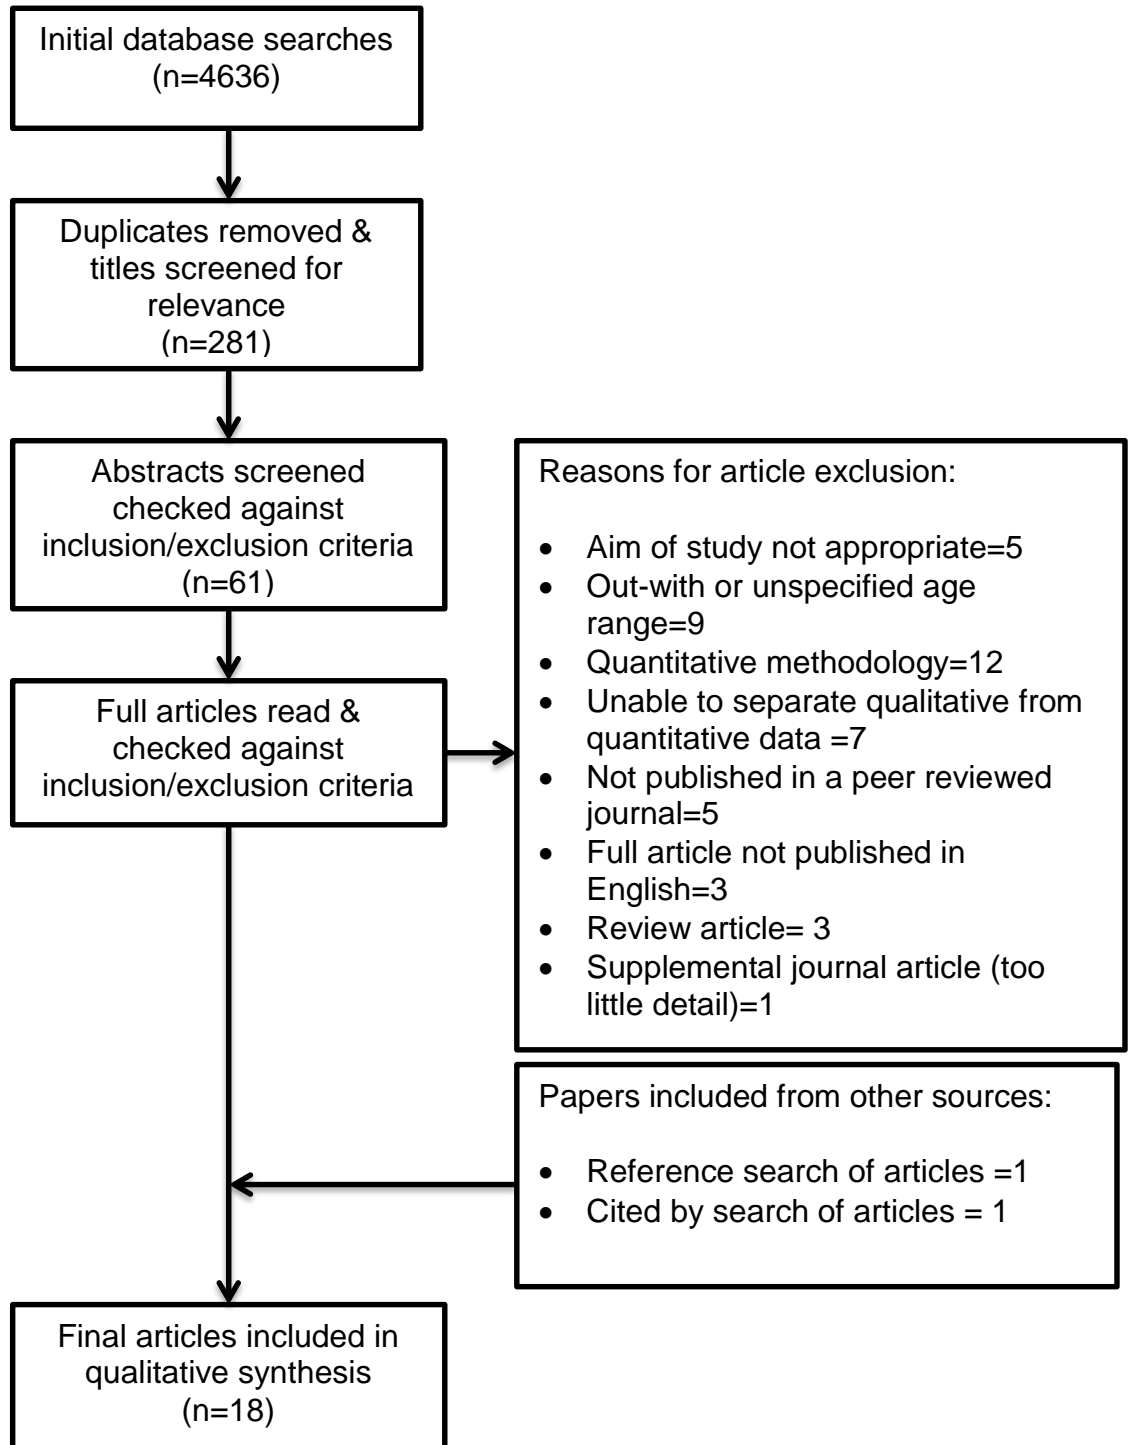 Initial database searches
(n=4636)
Duplicates removed &
titles screened for
relevance
(n=281)
Abstracts screened
checked against
inclusion/exclusion criteria
(n=61)
Full articles read &
checked against
inclusion/exclusion criteria
Reasons for article exclusion:
• Aim of study not appropriate=5
• Out-with or unspecified age
range=9
• Quantitative methodology=12
• Unable to separate qualitative from
quantitative data =7
• Not published in a peer reviewed
journal=5
• Full article not published in
English=3
• Review article= 3
• Supplemental journal article (too
little detail)=1
Papers included from other sources:
• Reference search of articles =1
• Cited by search of articles = 1
Final articles included in
qualitative synthesis
(n=18)